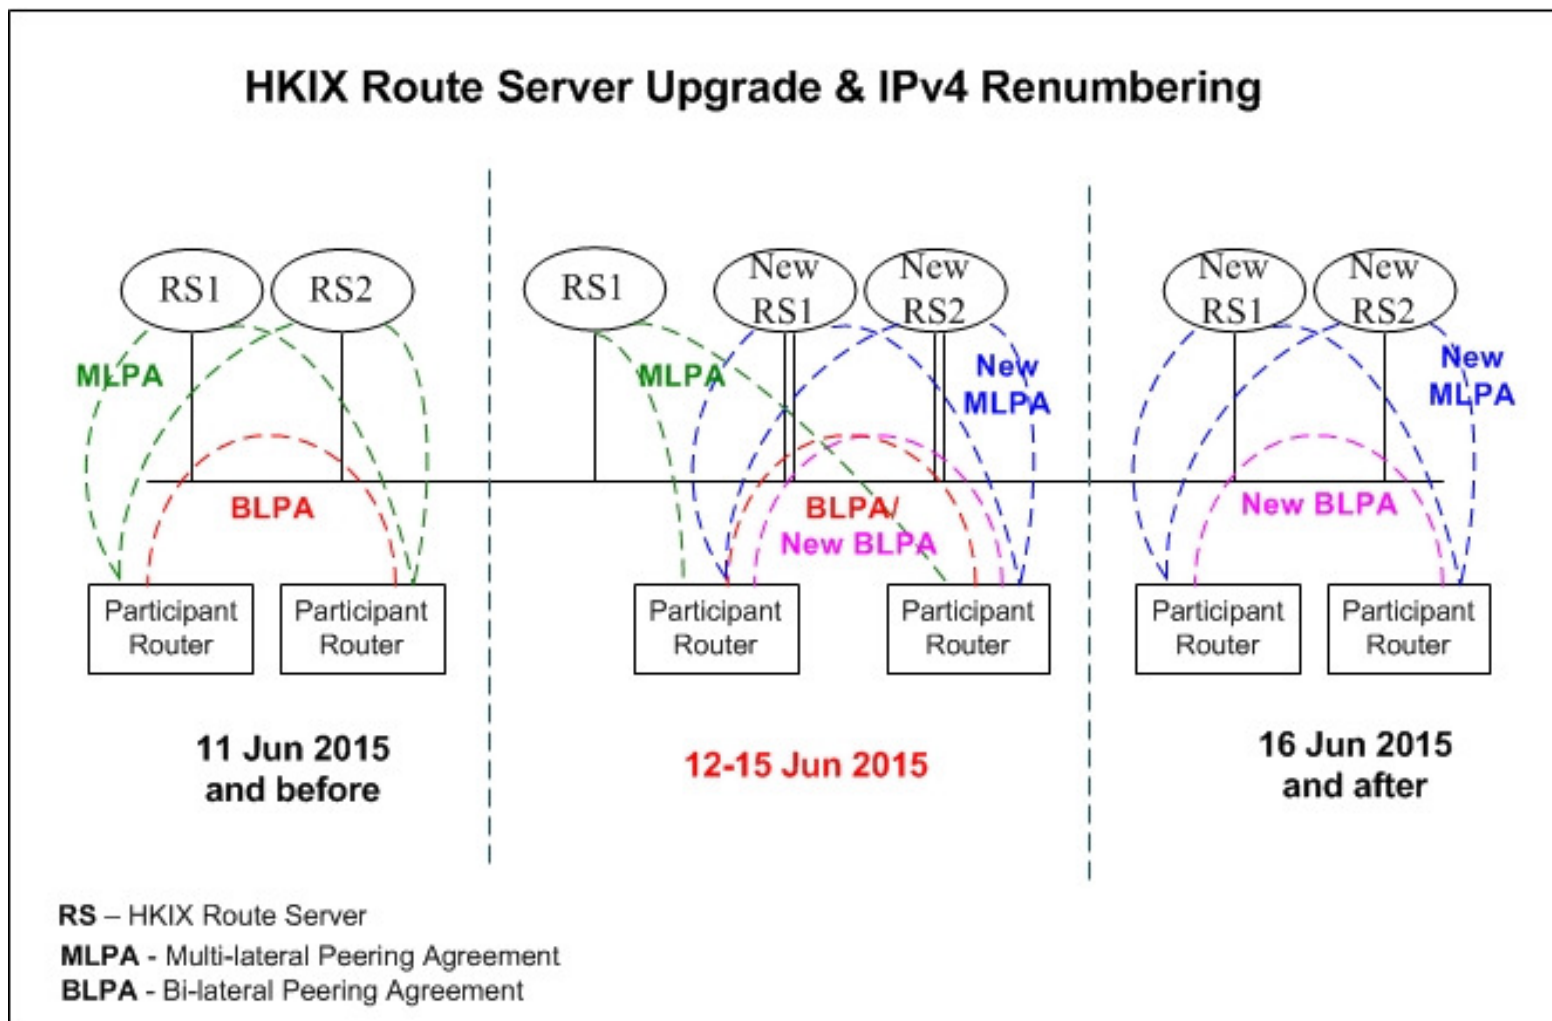 HKIX Route Server Upgrade & IPv4 Renumbering
RS1
RS2
MLPA
BLPA
Participant
Router
Participant
Router
11 Jun 2015
and before
RS1
New
RS1
New
RS2
MLPA
New
MLPA
BLPA/
New BLPA
Participant
Router
Participant
Router
12-15 Jun 2015
New
RS1
New
RS2
New
MLPA
New BLPA
Participant
Router
Participant
Router
16 Jun 2015
and after
RS – HKIX Route Server
MLPA - Multi-lateral Peering Agreement
BLPA - Bi-lateral Peering Agreement